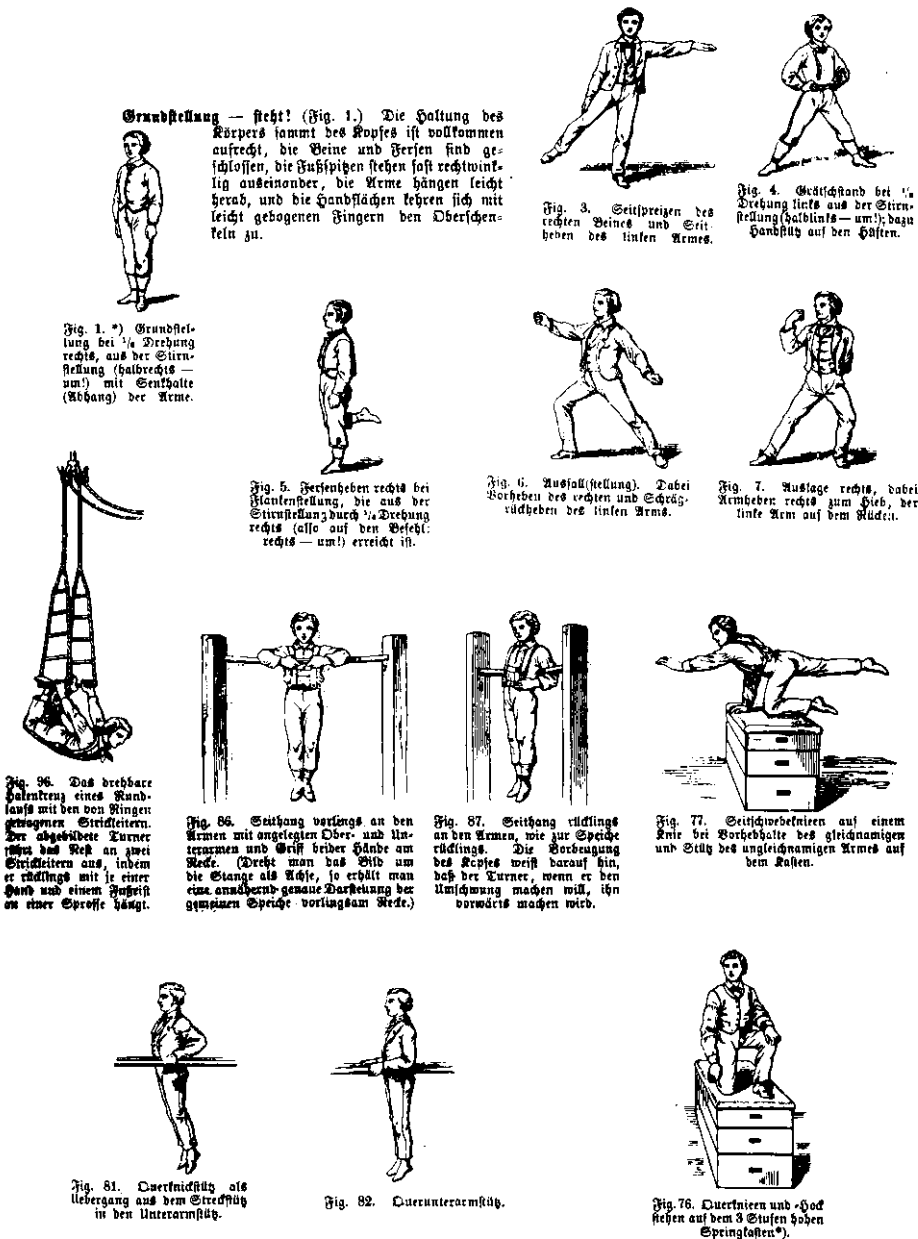 Grundstellung — steht! (Fig. 1.) Die Haltung des
Körpers sammt des Kopfes ist vollkommen
aufrecht, die Beine und Fersen sind ge-
schlossen, die Fußspitzen stehen fast rechtwink-
lig auseinander, die Arme hängen leicht
herab, und die Handflächen kehren sich mit
leicht gebogenen Fingern den Oberschen-
keln zu.
Fig. 3. Seitspreizen des
rechten Beines und Seit-
heben des linken Armes.
Fig. 4. Grätschstand bei ⅛
Drehung links aus der Stirn-
stellung (halblinks — um!); dazu
Handstütz auf den Hüften.
Fig. 1. *) Grundstel-
lung bei ⅛ Drehung
rechts, aus der Stirn-
stellung (halbrechts —
um!) mit Senkhalte
(Abhang) der Arme.
Fig. 5. Fersenheben rechts bei
Flankenstellung, die aus der
Stirnstellung durch ¼ Drehung
rechts (also auf den Befehl:
rechts — um!) erreicht ist.
Fig. 6. Ausfall(stellung). Dabei
Vorheben des rechten und Schräg-
rückheben des linken Arms.
Fig. 7. Auslage rechts, dabei
Armheben rechts zum Hieb, der
linke Arm auf dem Rücken.
Fig. 96. Das drehbare
Hakenkreuz eines Rund-
laufs mit den von Ringen
getragenen Strickleitern.
Der abgebildete Turner
führt das Nest an zwei
Strickleitern aus, indem
er rücklings mit je einer
Hand und einem Fußrist
an einer Sprosse hängt.
Fig. 86. Seithang vorlings an den
Armen mit angelegten Ober- und Un-
terarmen und Griff beider Hände am
Recke. (Dreht man das Bild um
die Stange als Achse, so erhält man
eine annähernd genaue Darstellung der
gemeinen Speiche vorlings am Recke.)
Fig. 87. Seithang rücklings
an den Armen, wie zur Speiche
rücklings. Die Vorbeugung
des Kopfes weist darauf hin,
daß der Turner, wenn er den
Umschwung machen will, ihn
vorwärts machen wird.
Fig. 77. Seitschwebeknieen auf einem
Knie bei Vorhebhalte des gleichnamigen
und Stütz des ungleichnamigen Armes auf
dem Kasten.
Fig. 81. Querknickstütz als
Uebergang aus dem Streckstütz
in den Unterarmstütz.
Fig. 82. Querunterarmstütz.
Fig. 76. Querknieen und -Hock
stehen auf dem 3 Stufen hohen
Springkasten*).